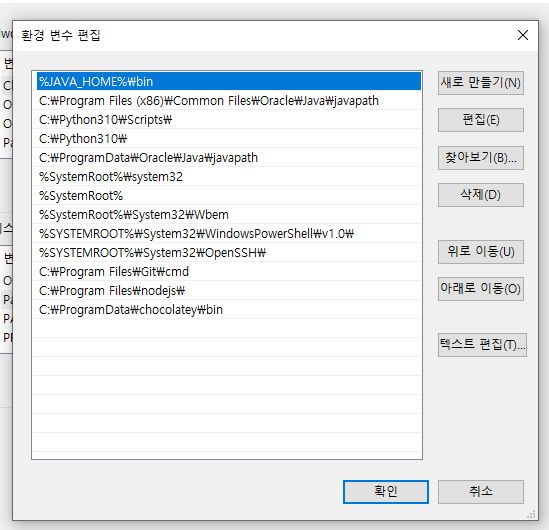 환경 변수 편집
%JAVA_HOME%₩bin
C:₩Program Files (x86)₩Common Files₩Oracle₩Java₩javapath
C:₩Python310₩Scripts₩
C:₩Python310₩
C:₩ProgramData₩Oracle₩Java₩javapath
%SystemRoot%₩system32
%SystemRoot%
%SystemRoot%₩System32₩Wbem
%SYSTEMROOT%₩System32₩WindowsPowerShell₩v1.0₩
%SYSTEMROOT%₩System32₩OpenSSH₩
C:₩Program Files₩Git₩cmd
C:₩Program Files₩nodejs₩
C:₩ProgramData₩chocolatey₩bin
새로 만들기(N)
편집(E)
찾아보기(B)...
삭제(D)
위로 이동(U)
아래로 이동(O)
텍스트 편집(T)...
확인
취소